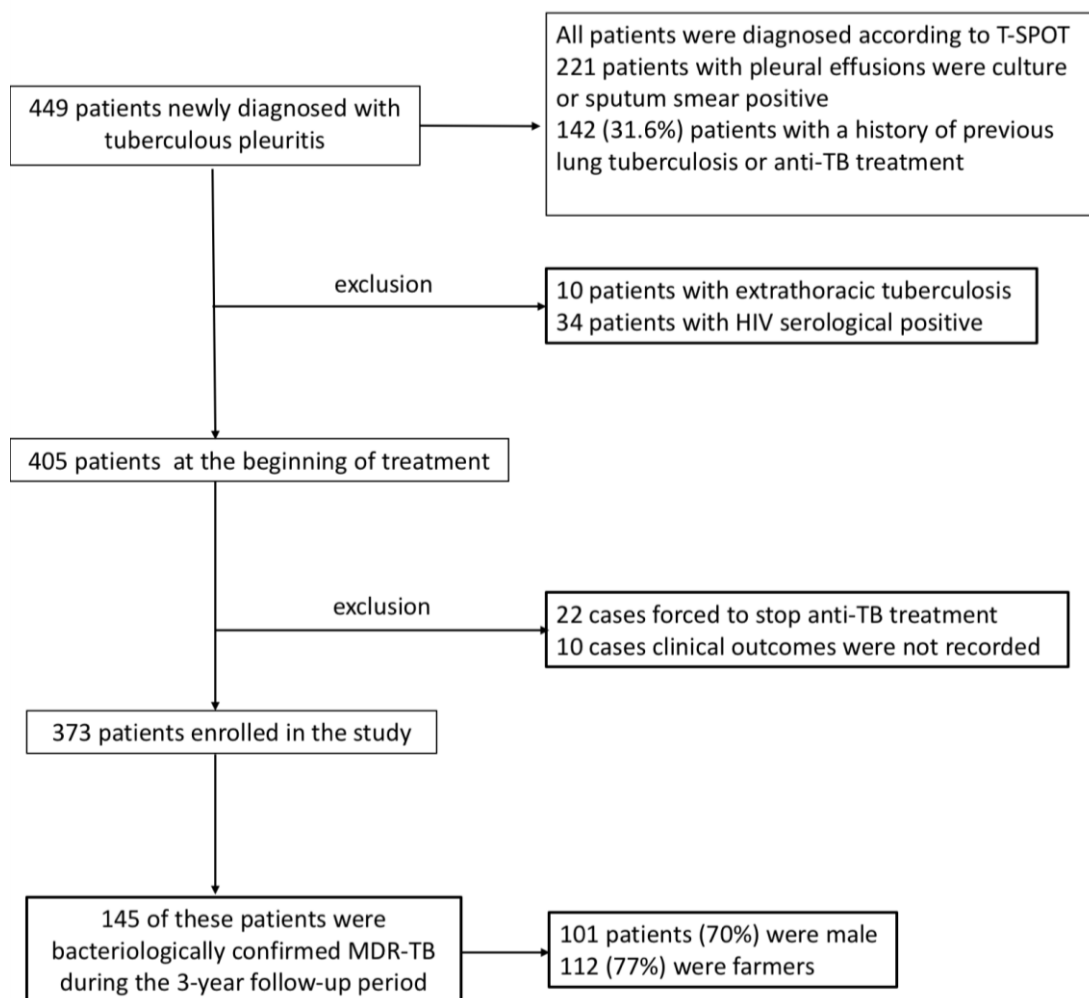 449 patients newly diagnosed with
tuberculous pleuritis
All patients were diagnosed according to T-SPOT
221 patients with pleural effusions were culture
or sputum smear positive
142 (31.6%) patients with a history of previous
lung tuberculosis or anti-TB treatment
exclusion
10 patients with extrathoracic tuberculosis
34 patients with HIV serological positive
405 patients at the beginning of treatment
exclusion
22 cases forced to stop anti-TB treatment
10 cases clinical outcomes were not recorded
373 patients enrolled in the study
145 of these patients were
bacteriologically confirmed MDR-TB
during the 3-year follow-up period
101 patients (70%) were male
112 (77%) were farmers